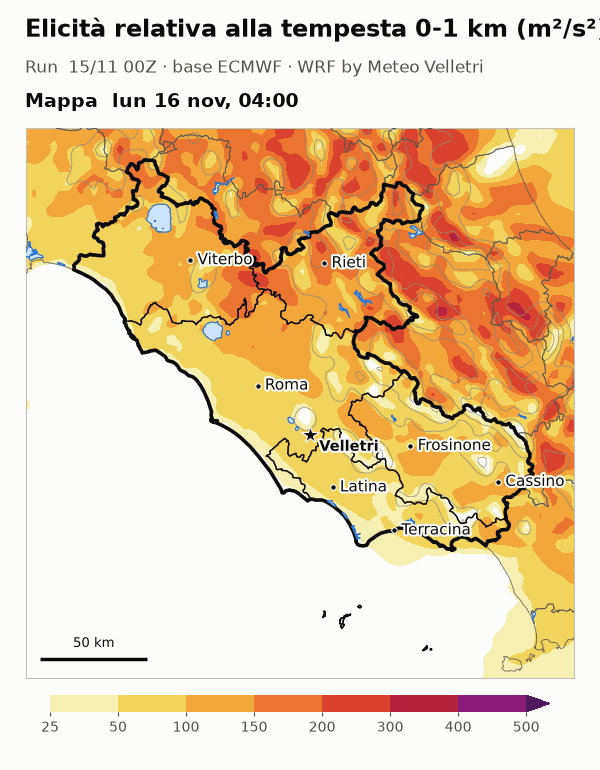 Elicità relativa alla tempesta 0-1 km (m²/s²)
Run 15/11 00Z · base ECMWF · WRF by Meteo Velletri
Mappa lun 16 nov, 04:00
Viterbo
Rieti
Roma
Velletri
Frosinone
Cassino
Latina
Terracina
50 km
25 50 100 150 200 300 400 500